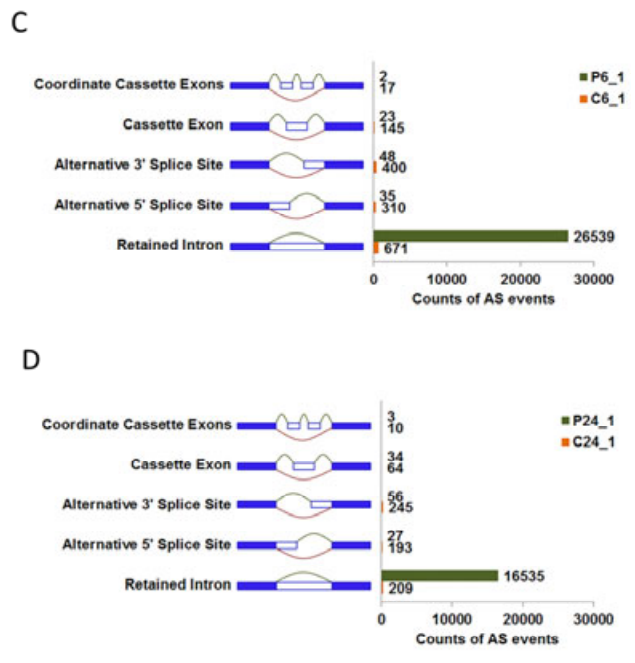 C
Coordinate Cassette Exons
2
17
P6_1
C6_1
Cassette Exon
23
145
Alternative 3' Splice Site
48
400
Alternative 5' Splice Site
35
310
Retained Intron
26539
671
0 10000 20000 30000
Counts of AS events
D
Coordinate Cassette Exons
3
10
P24_1
C24_1
Cassette Exon
34
64
Alternative 3' Splice Site
56
245
Alternative 5' Splice Site
27
193
Retained Intron
16535
209
0 10000 20000 30000
Counts of AS events